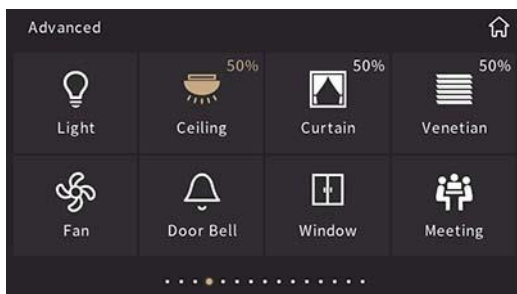 Advanced
50%
50%
50%
Light
Ceiling
Curtain
Venetian
Fan
Door Bell
Window
Meeting